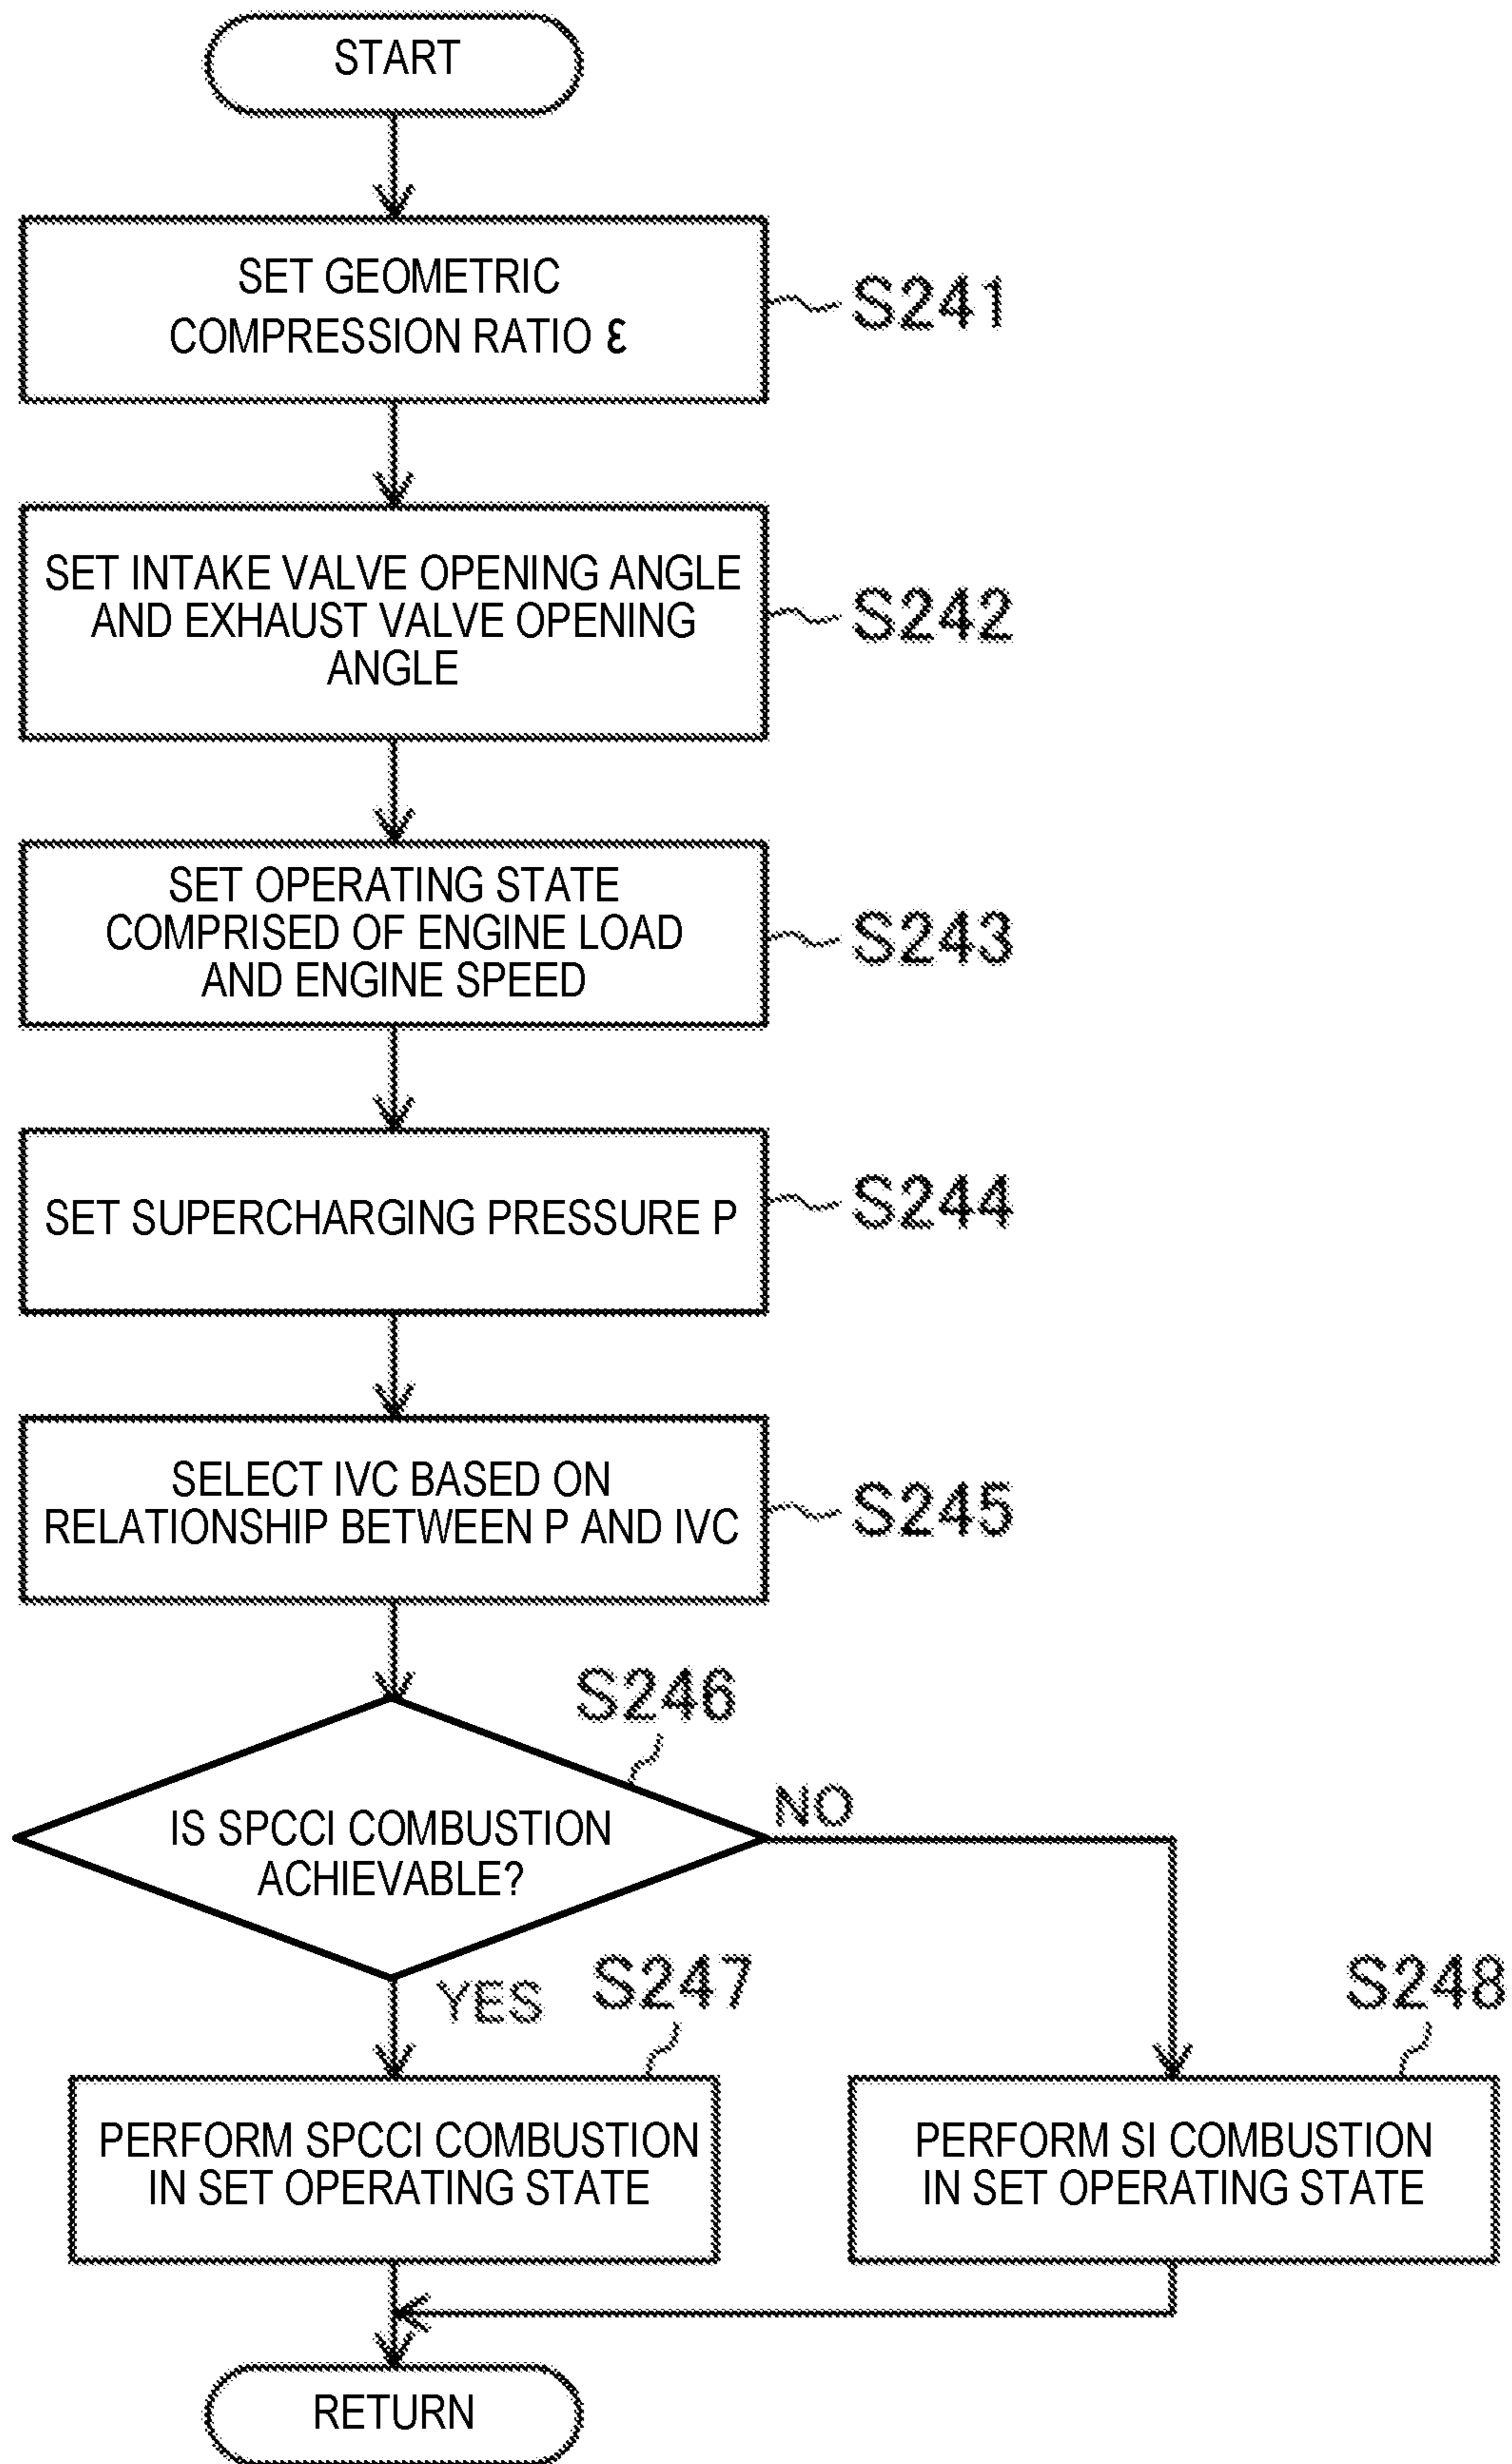 START
SET GEOMETRIC
COMPRESSION RATIO ε
S241
SET INTAKE VALVE OPENING ANGLE
AND EXHAUST VALVE OPENING
ANGLE
S242
SET OPERATING STATE
COMPRISED OF ENGINE LOAD
AND ENGINE SPEED
S243
SET SUPERCHARGING PRESSURE P
S244
SELECT IVC BASED ON
RELATIONSHIP BETWEEN P AND IVC
S245
S246
IS SPCCI COMBUSTION
ACHIEVABLE?
NO
YES
S247
S248
PERFORM SPCCI COMBUSTION
IN SET OPERATING STATE
PERFORM SI COMBUSTION
IN SET OPERATING STATE
RETURN